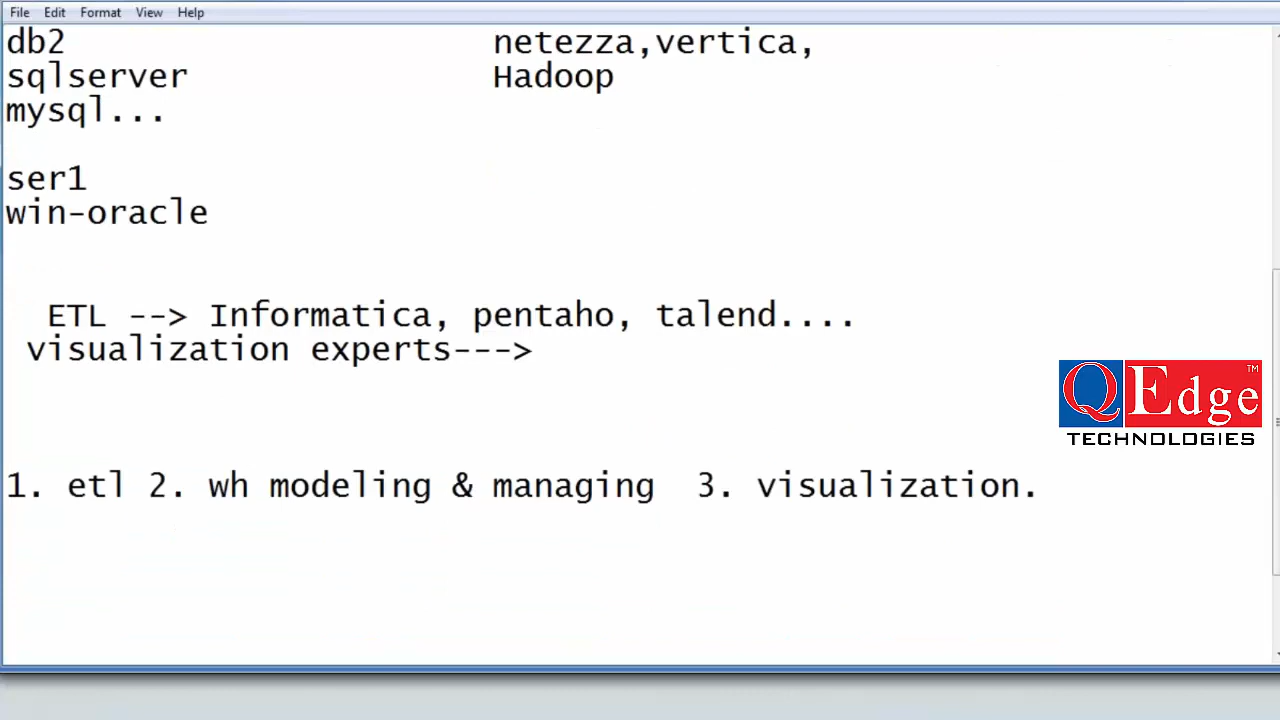 File Edit Format View Help
db2 netezza,vertica,
sqlserver Hadoop
mysql...
ser1
win-oracle
ETL --> Informatica, pentaho, talend....
visualization experts--->
QEdge™
TECHNOLOGIES
1. etl 2. wh modeling & managing 3. visualization.